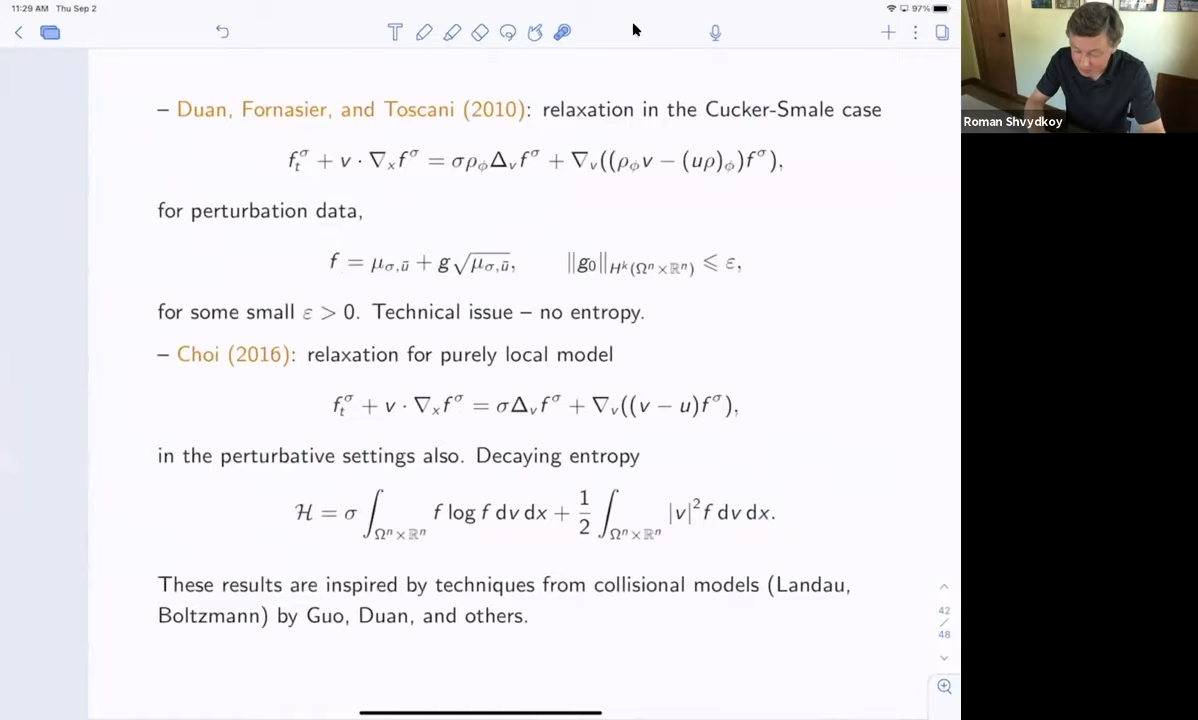 11:29 AM Thu Sep 2
97%
– Duan, Fornasier, and Toscani (2010): relaxation in the Cucker-Smale case
f_t^σ + v · ∇_x f^σ = σρ_ϕ Δ_v f^σ + ∇_v((ρ_ϕ v − (uρ)_ϕ)f^σ),
for perturbation data,
f = μ_{σ,ū} + g√μ_{σ,ū}, ‖g₀‖_{H^k(Ω^n×ℝ^n)} ⩽ ε,
for some small ε > 0. Technical issue – no entropy.
– Choi (2016): relaxation for purely local model
f_t^σ + v · ∇_x f^σ = σΔ_v f^σ + ∇_v((v − u)f^σ),
in the perturbative settings also. Decaying entropy
ℋ = σ ∫_{Ω^n×ℝ^n} f log f dv dx + 1/2 ∫_{Ω^n×ℝ^n} |v|² f dv dx.
These results are inspired by techniques from collisional models (Landau,
Boltzmann) by Guo, Duan, and others.
42
/
48
Roman Shvydkoy